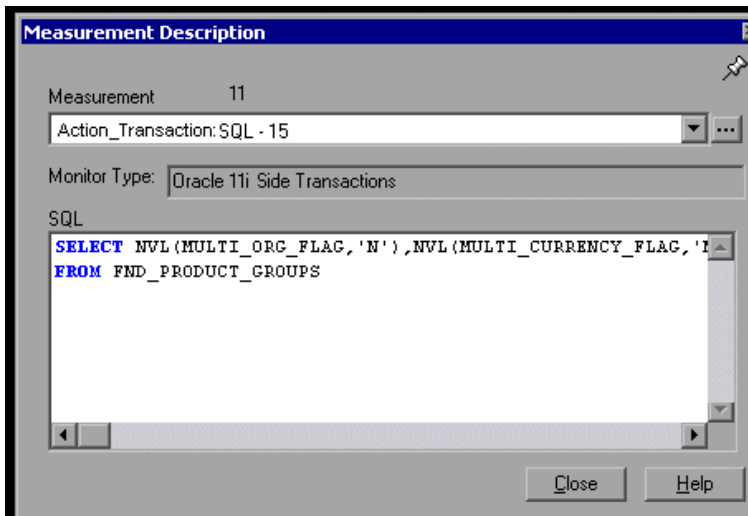 Measurement Description
Measurement 11
Action_Transaction:SQL - 15
Monitor Type: Oracle 11i Side Transactions
SQL
SELECT NVL(MULTI_ORG_FLAG,'N'),NVL(MULTI_CURRENCY_FLAG,'
FROM FND_PRODUCT_GROUPS
Close Help